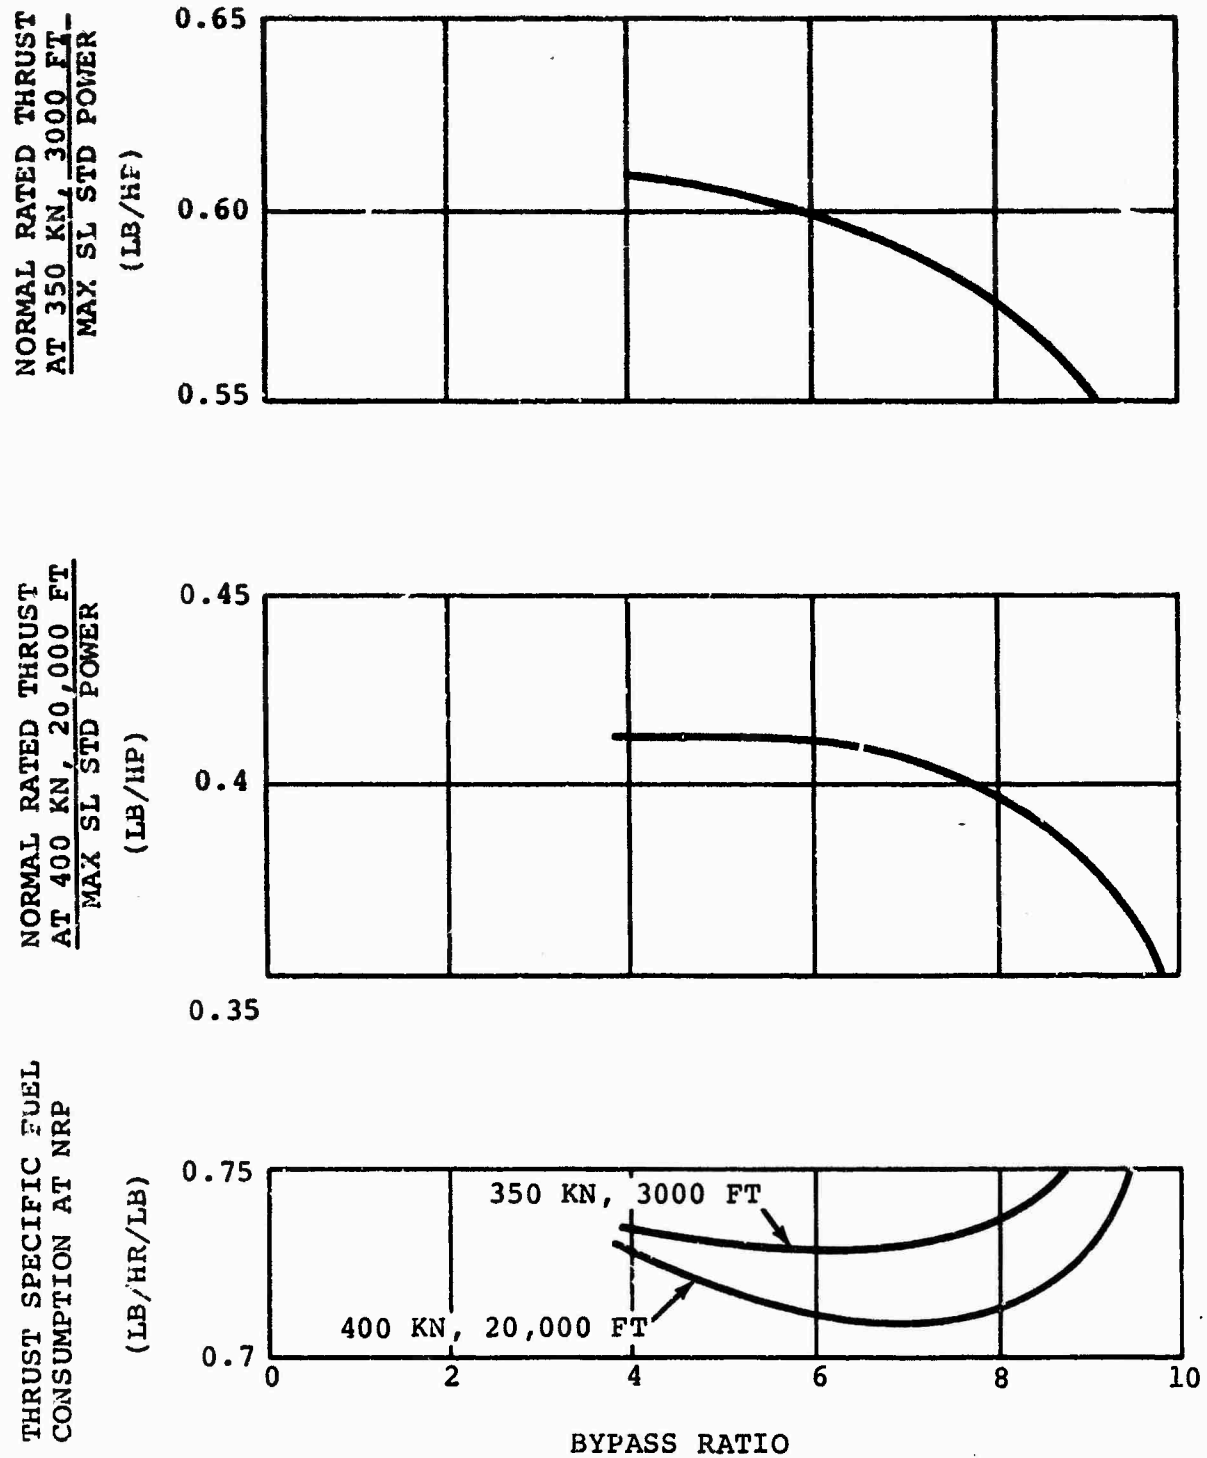 NORMAL RATED THRUST
AT 350 KN, 3000 FT
MAX SL STD POWER
(LB/HP)
0.65
0.60
0.55
NORMAL RATED THRUST
AT 400 KN, 20,000 FT
MAX SL STD POWER
(LB/HP)
0.45
0.4
0.35
THRUST SPECIFIC FUEL
CONSUMPTION AT NRP
(LB/HR/LB)
0.75
350 KN, 3000 FT
400 KN, 20,000 FT
0.7
0 2 4 6 8 10
BYPASS RATIO